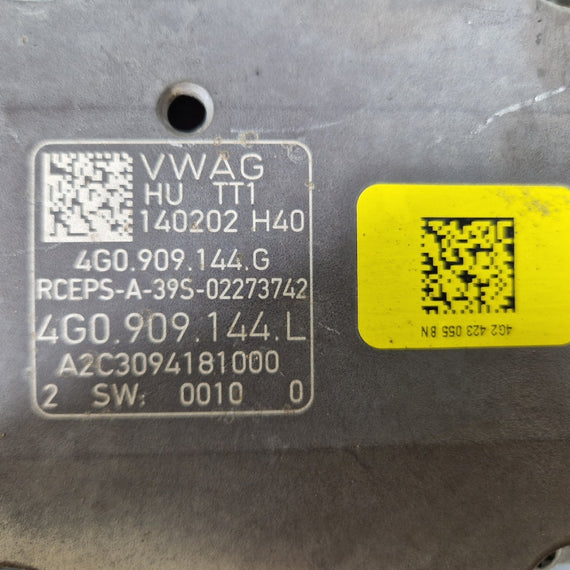 VWAG
HU TT1
140202 H40
4G0.909.144.G
RCEPS-A-39S-02273742
4G0.909.144.L
A2C3094181000
2 SW: 0010 0
4G2 423 055 BN